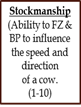 Stockmanship
(Ability to FZ &
BP to influence
the speed and
direction
of a cow.
(1-10)